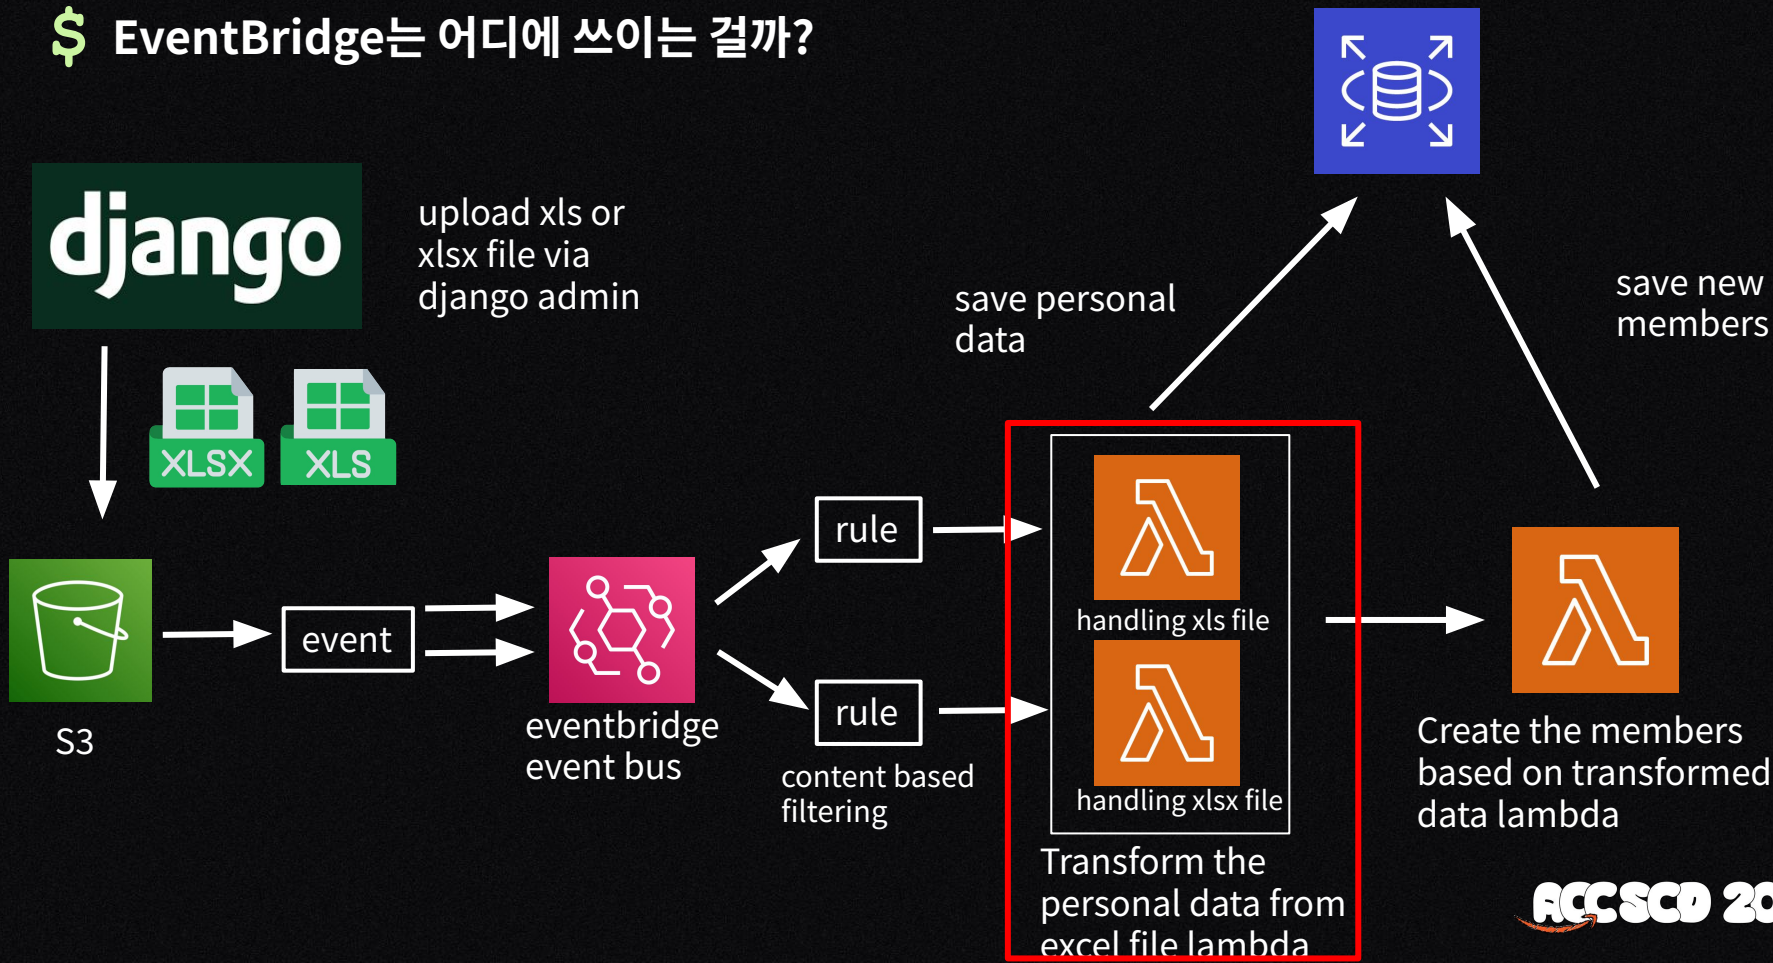 $ EventBridge는 어디에 쓰이는 걸까?
django
upload xls or
xlsx file via
django admin
XLSX
XLS
save personal
data
save new
members
S3
event
eventbridge
event bus
rule
rule
content based
filtering
handling xls file
handling xlsx file
Transform the
personal data from
excel file lambda
Create the members
based on transformed
data lambda
ACCSCD 20